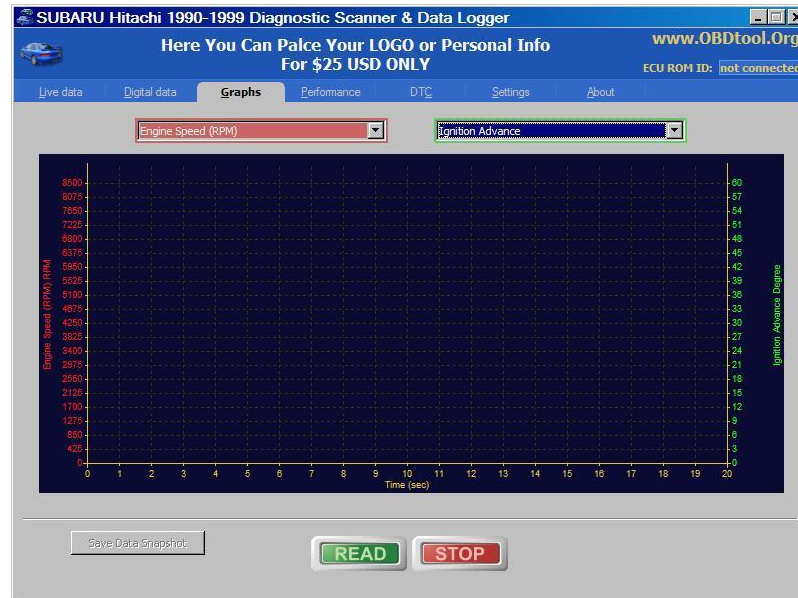 SUBARU Hitachi 1990-1999 Diagnostic Scanner & Data Logger
Here You Can Palce Your LOGO or Personal Info
For $25 USD ONLY
www.OBDtool.Org
ECU ROM ID: not connected
Live data Digital data Graphs Performance DTC Settings About
Engine Speed (RPM) Ignition Advance
8500 60
8075 57
7650 54
7225 51
6800 48
6375 45
5950 42
5525 39
5100 36
4675 33
4250 30
3825 27
3400 24
2975 21
2550 18
2125 15
1700 12
1275 9
850 6
425 3
0 0
Engine Speed (RPM) RPM
Ignition Advance Degree
0 1 2 3 4 5 6 7 8 9 10 11 12 13 14 15 16 17 18 19 20
Time (sec)
Save Data Snapshot
READ STOP